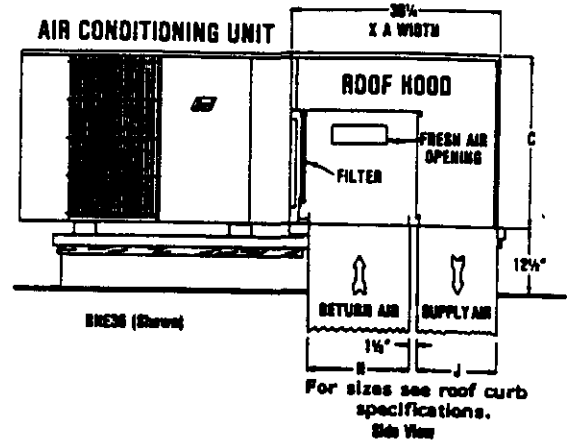 AIR CONDITIONING UNIT
X A WIDTH
ROOF HOOD
FRESH AIR
OPENING
FILTER
C
12½"
RETURN AIR
SUPPLY AIR
1½"
H
J
For sizes see roof curb
specifications.
Side View
(Shown)